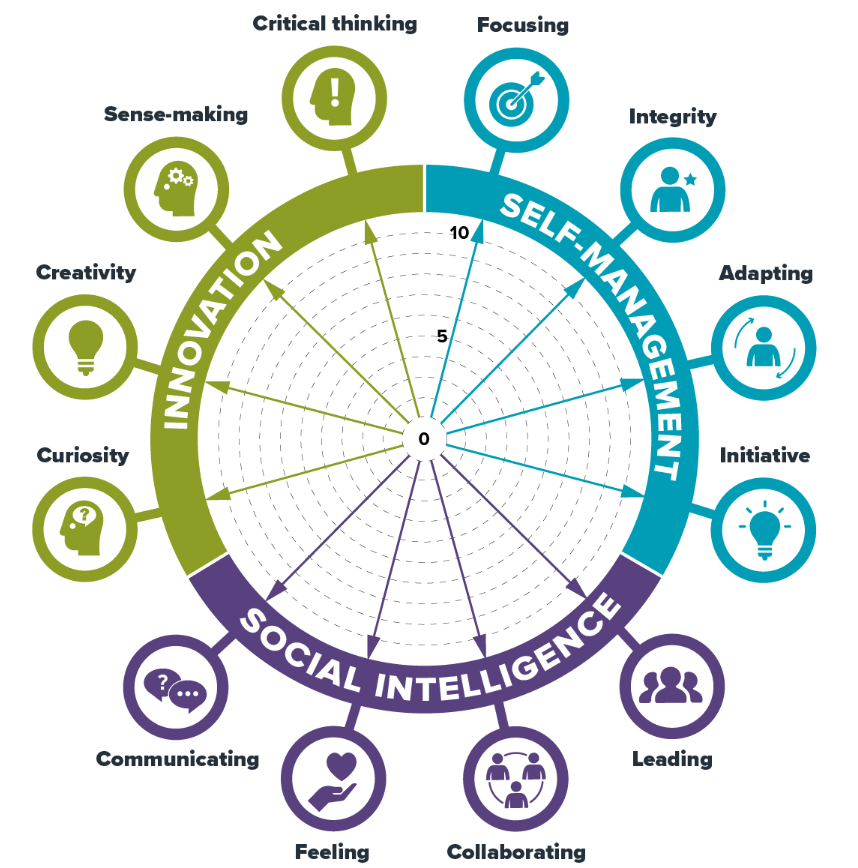 Critical thinking
Focusing
Sense-making
Integrity
!
SELF-MANAGEMENT
10
INNOVATION
Creativity
Adapting
5
0
Curiosity
Initiative
?
SOCIAL INTELLIGENCE
?
Communicating
Leading
Feeling
Collaborating